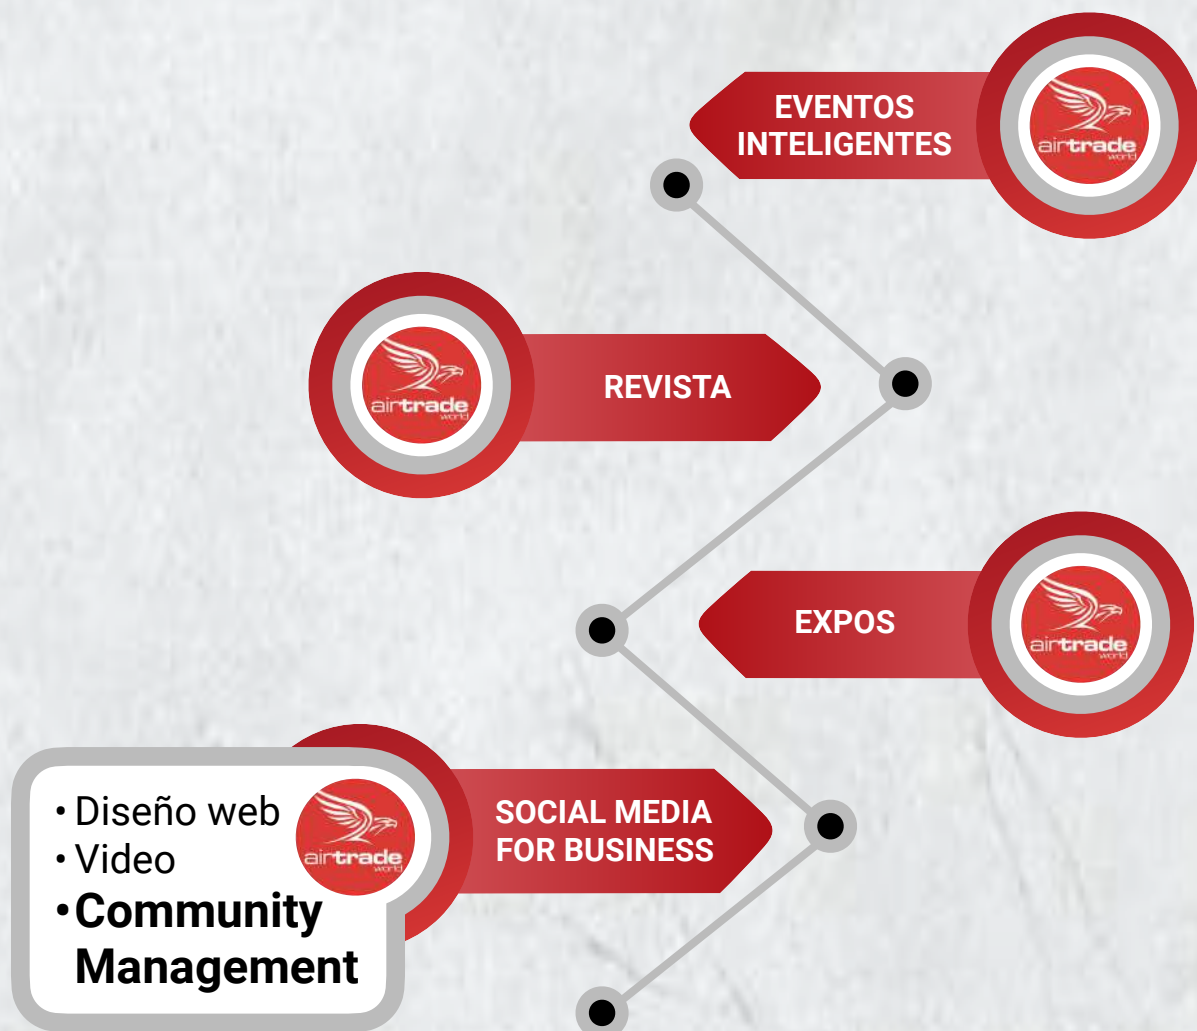 EVENTOS
INTELIGENTES
airtrade
world
airtrade
world
REVISTA
EXPOS
airtrade
world
• Diseño web
• Video
• Community
Management
airtrade
world
SOCIAL MEDIA
FOR BUSINESS